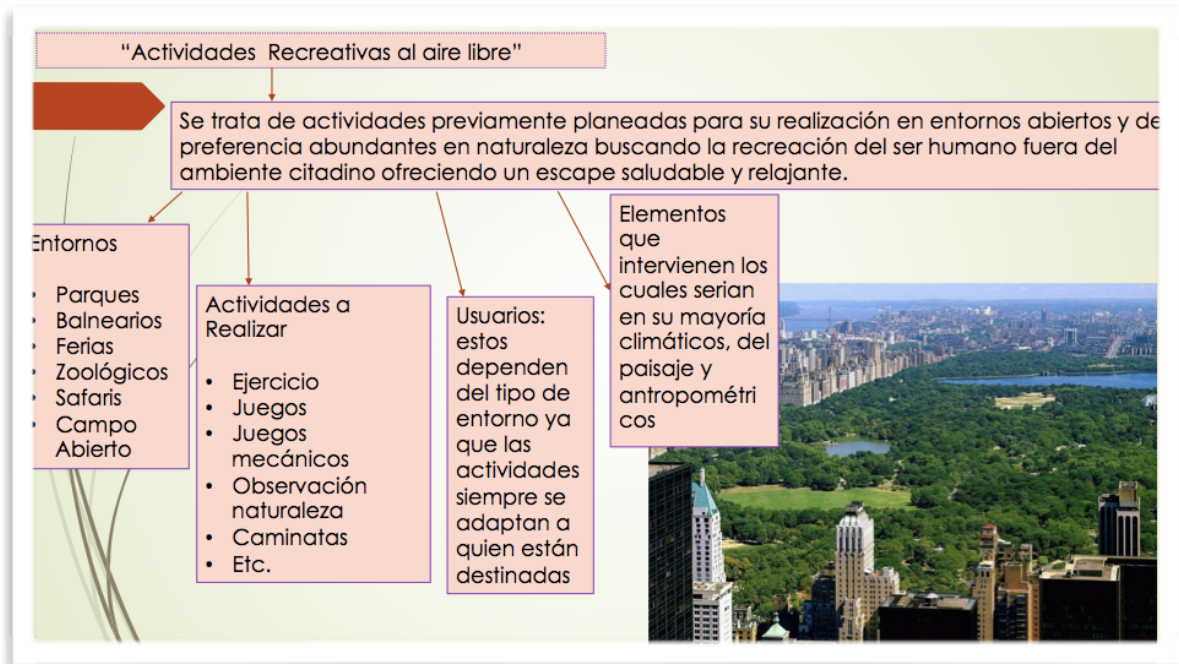 “Actividades Recreativas al aire libre”
Se trata de actividades previamente planeadas para su realización en entornos abiertos y de
preferencia abundantes en naturaleza buscando la recreación del ser humano fuera del
ambiente citadino ofreciendo un escape saludable y relajante.
Entornos
• Parques
• Balnearios
• Ferias
• Zoológicos
• Safaris
• Campo
Abierto
Actividades a
Realizar
• Ejercicio
• Juegos
• Juegos
mecánicos
• Observación
naturaleza
• Caminatas
• Etc.
Usuarios:
estos
dependen
del tipo de
entorno ya
que las
actividades
siempre se
adaptan a
quien están
destinadas
Elementos
que
intervienen los
cuales serian
en su mayoría
climáticos, del
paisaje y
antropométri
cos